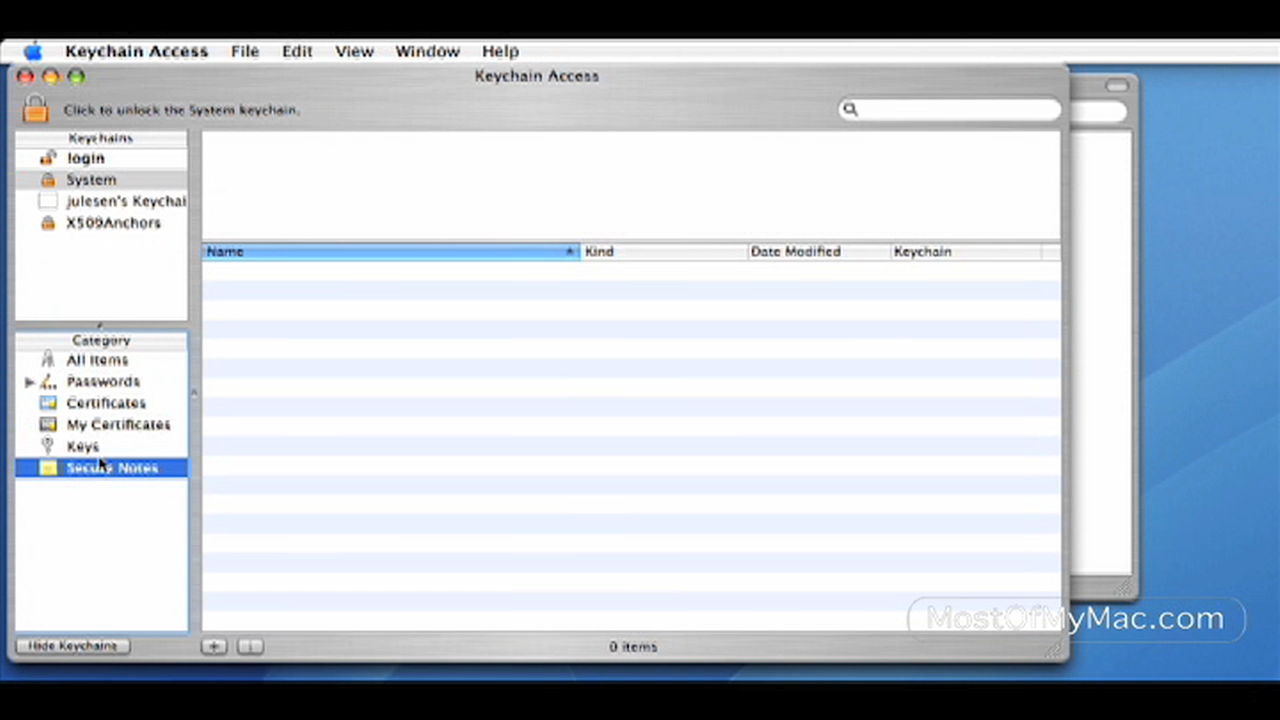 Keychain Access File Edit View Window Help
Keychain Access
Click to unlock the System keychain.
Keychains
login
System
julesen's Keychai
X509Anchors
Name Kind Date Modified Keychain
Category
All Items
Passwords
Certificates
My Certificates
Keys
Secure Notes
Hide Keychains
+ i
0 items
MostOfMyMac.com